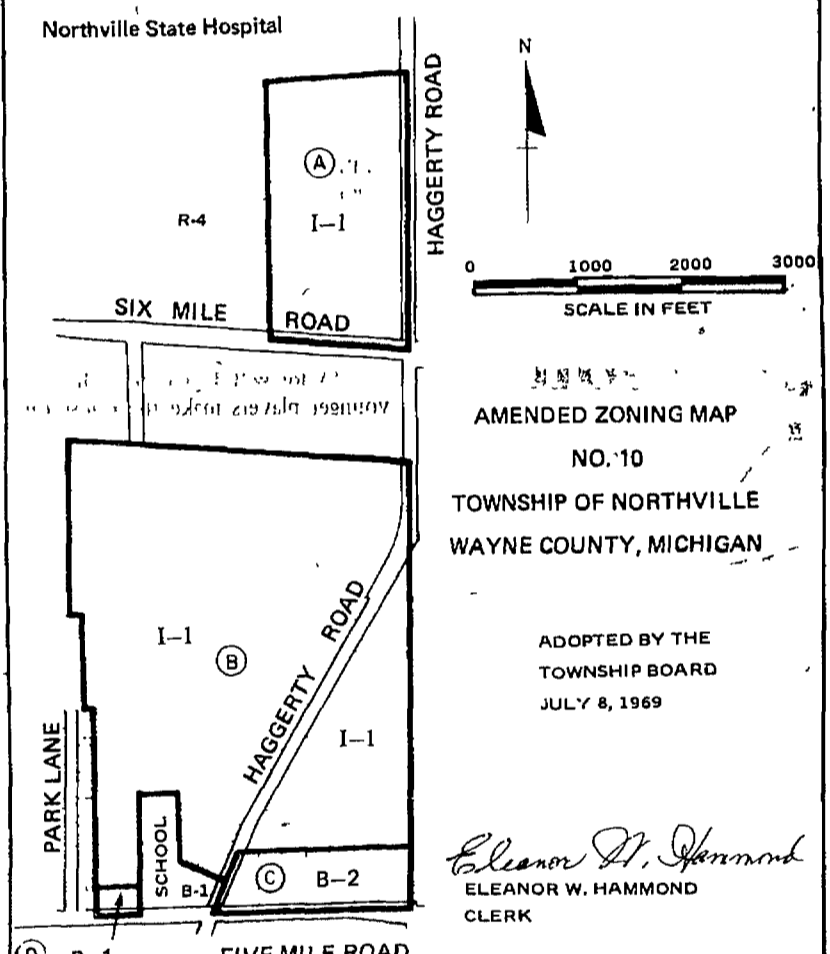 Northville State Hospital
N
HAGGERTY ROAD
A
R-4
I-1
0 1000 2000 3000
SCALE IN FEET
SIX MILE ROAD
AMENDED ZONING MAP
NO. 10
TOWNSHIP OF NORTHVILLE
WAYNE COUNTY, MICHIGAN
I-1
B
HAGGERTY ROAD
ADOPTED BY THE
TOWNSHIP BOARD
JULY 8, 1969
I-1
PARK LANE
SCHOOL
B-1
C B-2
Eleanor W. Hammond
ELEANOR W. HAMMOND
CLERK
FIVE MILE ROAD